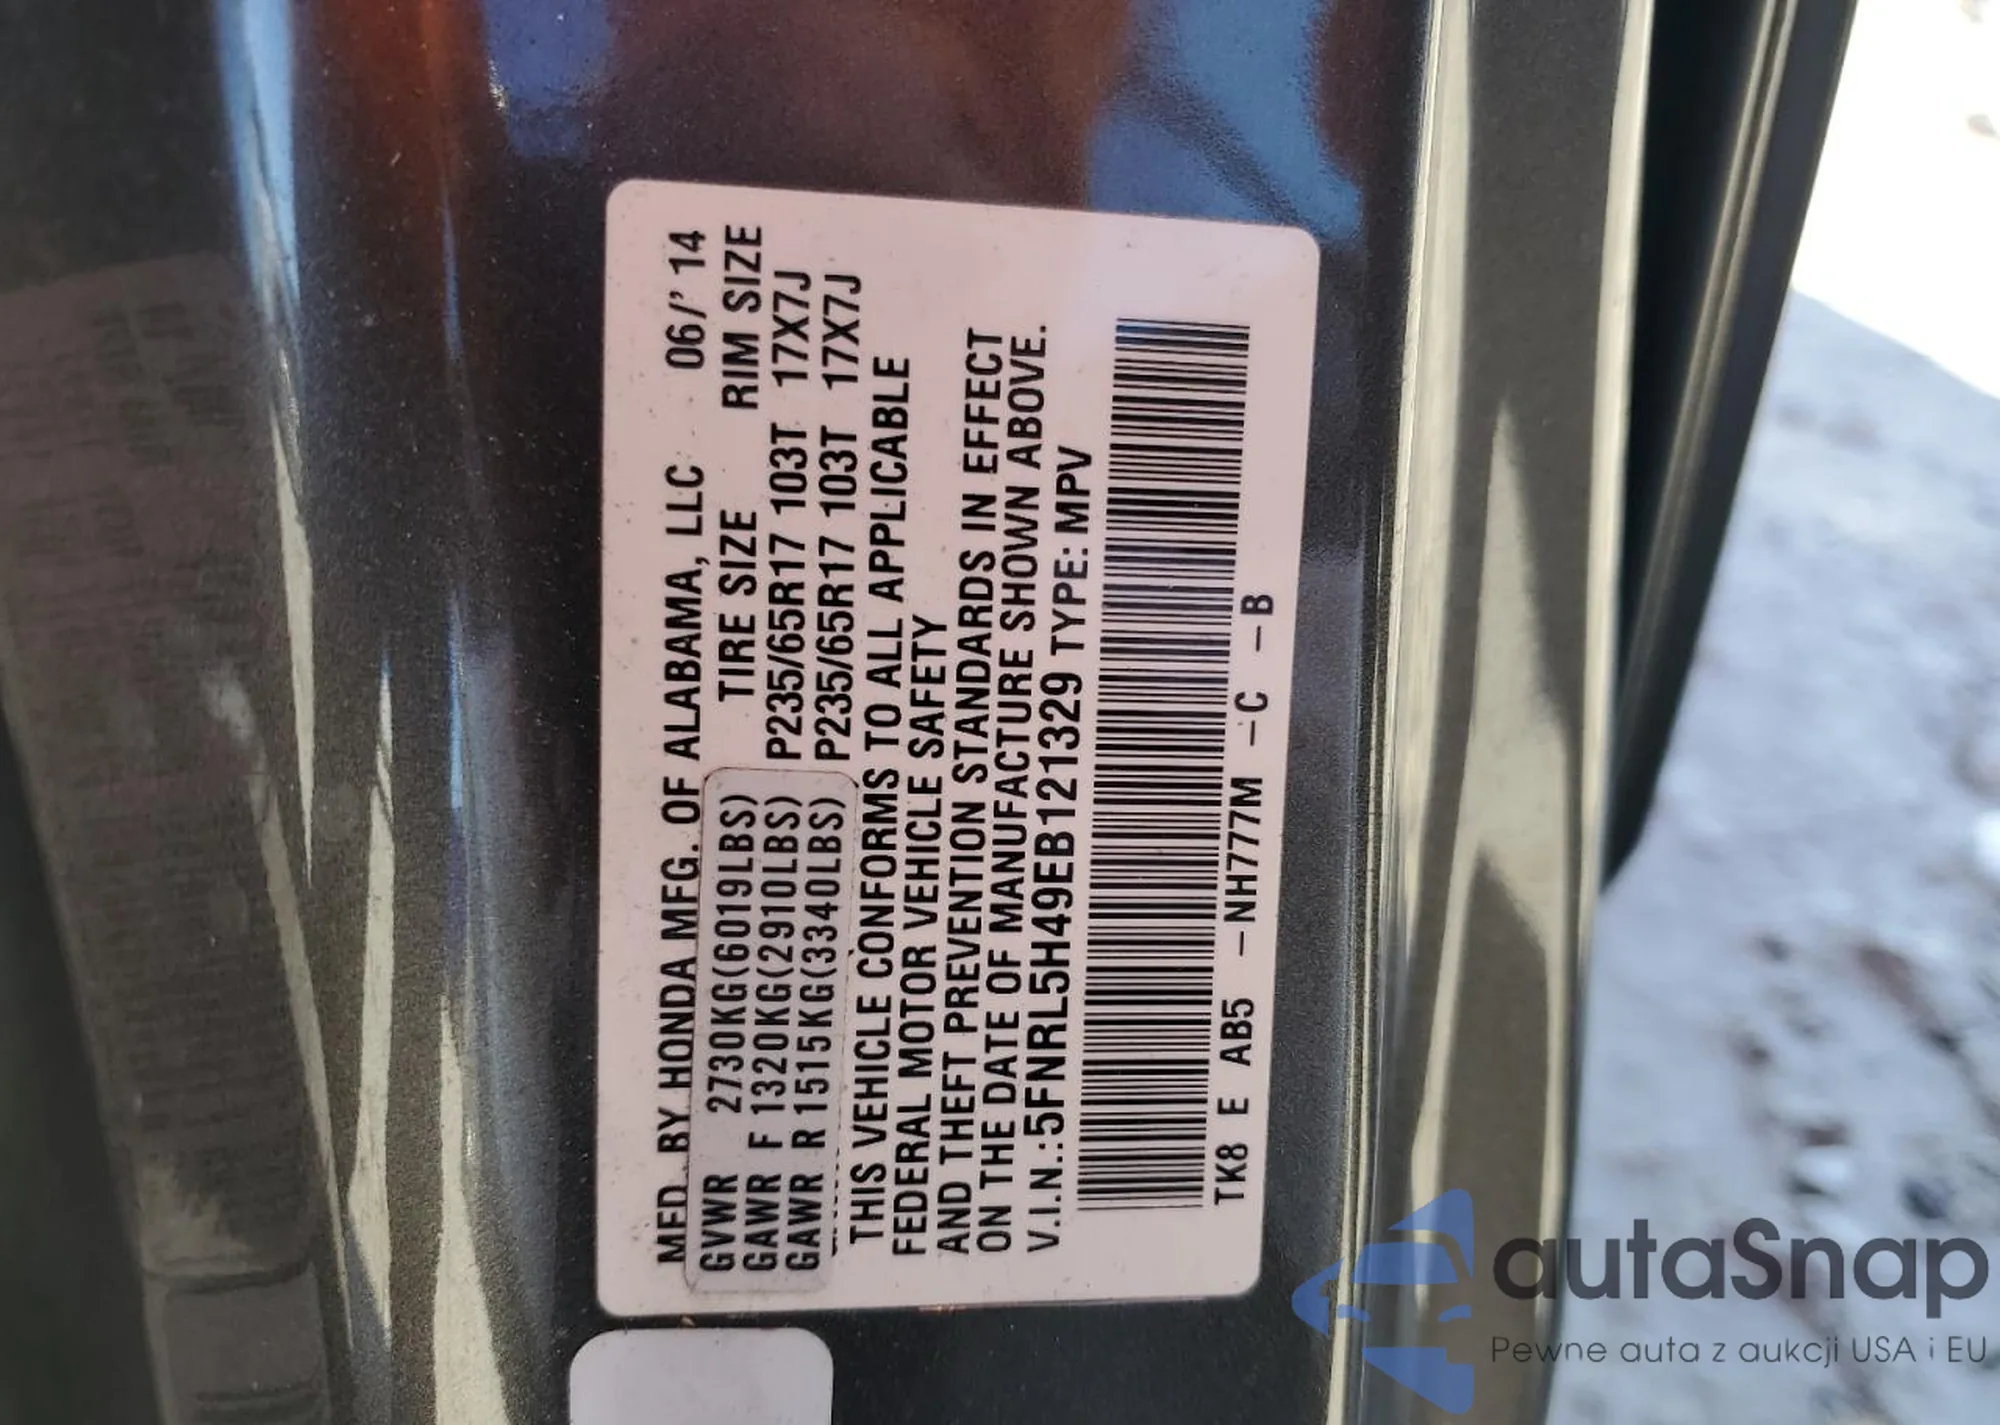 MFD. BY HONDA MFG. OF ALABAMA, LLC 06/'14
TIRE SIZE RIM SIZE
GVWR 2730KG(6019LBS)
GAWR F 1320KG(2910LBS) P235/65R17 103T 17X7J
GAWR R 1515KG(3340LBS) P235/65R17 103T 17X7J
THIS VEHICLE CONFORMS TO ALL APPLICABLE
FEDERAL MOTOR VEHICLE SAFETY
AND THEFT PREVENTION STANDARDS IN EFFECT
ON THE DATE OF MANUFACTURE SHOWN ABOVE.
V.I.N.:5FNRL5H49EB121329 TYPE: MPV
TK8 E AB5 -NH777M -C -B
autaSnap
Pewne auta z aukcji USA i EU